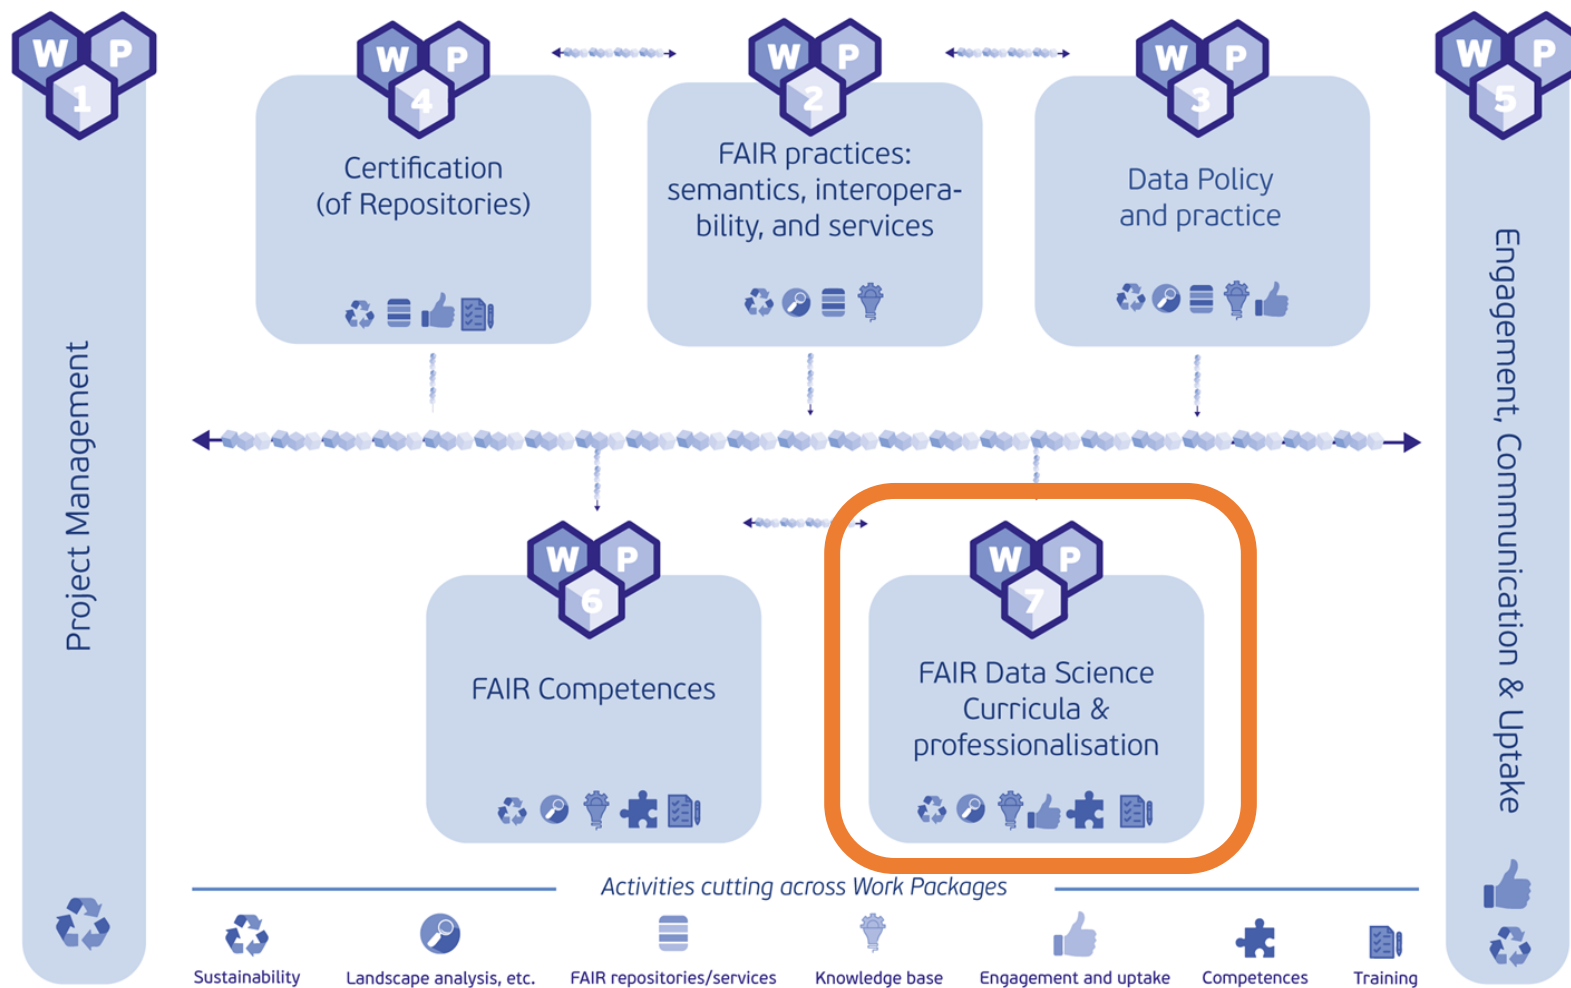 W P
1
Project Management
W P
4
Certification
(of Repositories)
W P
2
FAIR practices:
semantics, interopera-
bility, and services
W P
3
Data Policy
and practice
W P
5
Engagement, Communication & Uptake
W P
6
FAIR Competences
W P
7
FAIR Data Science
Curricula &
professionalisation
Activities cutting across Work Packages
Sustainability
Landscape analysis, etc.
FAIR repositories/services
Knowledge base
Engagement and uptake
Competences
Training